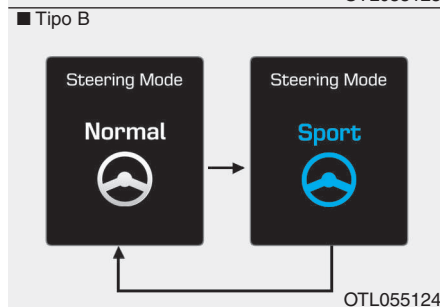 ■ Tipo B
Steering Mode
Normal
Steering Mode
Sport
OTL055124